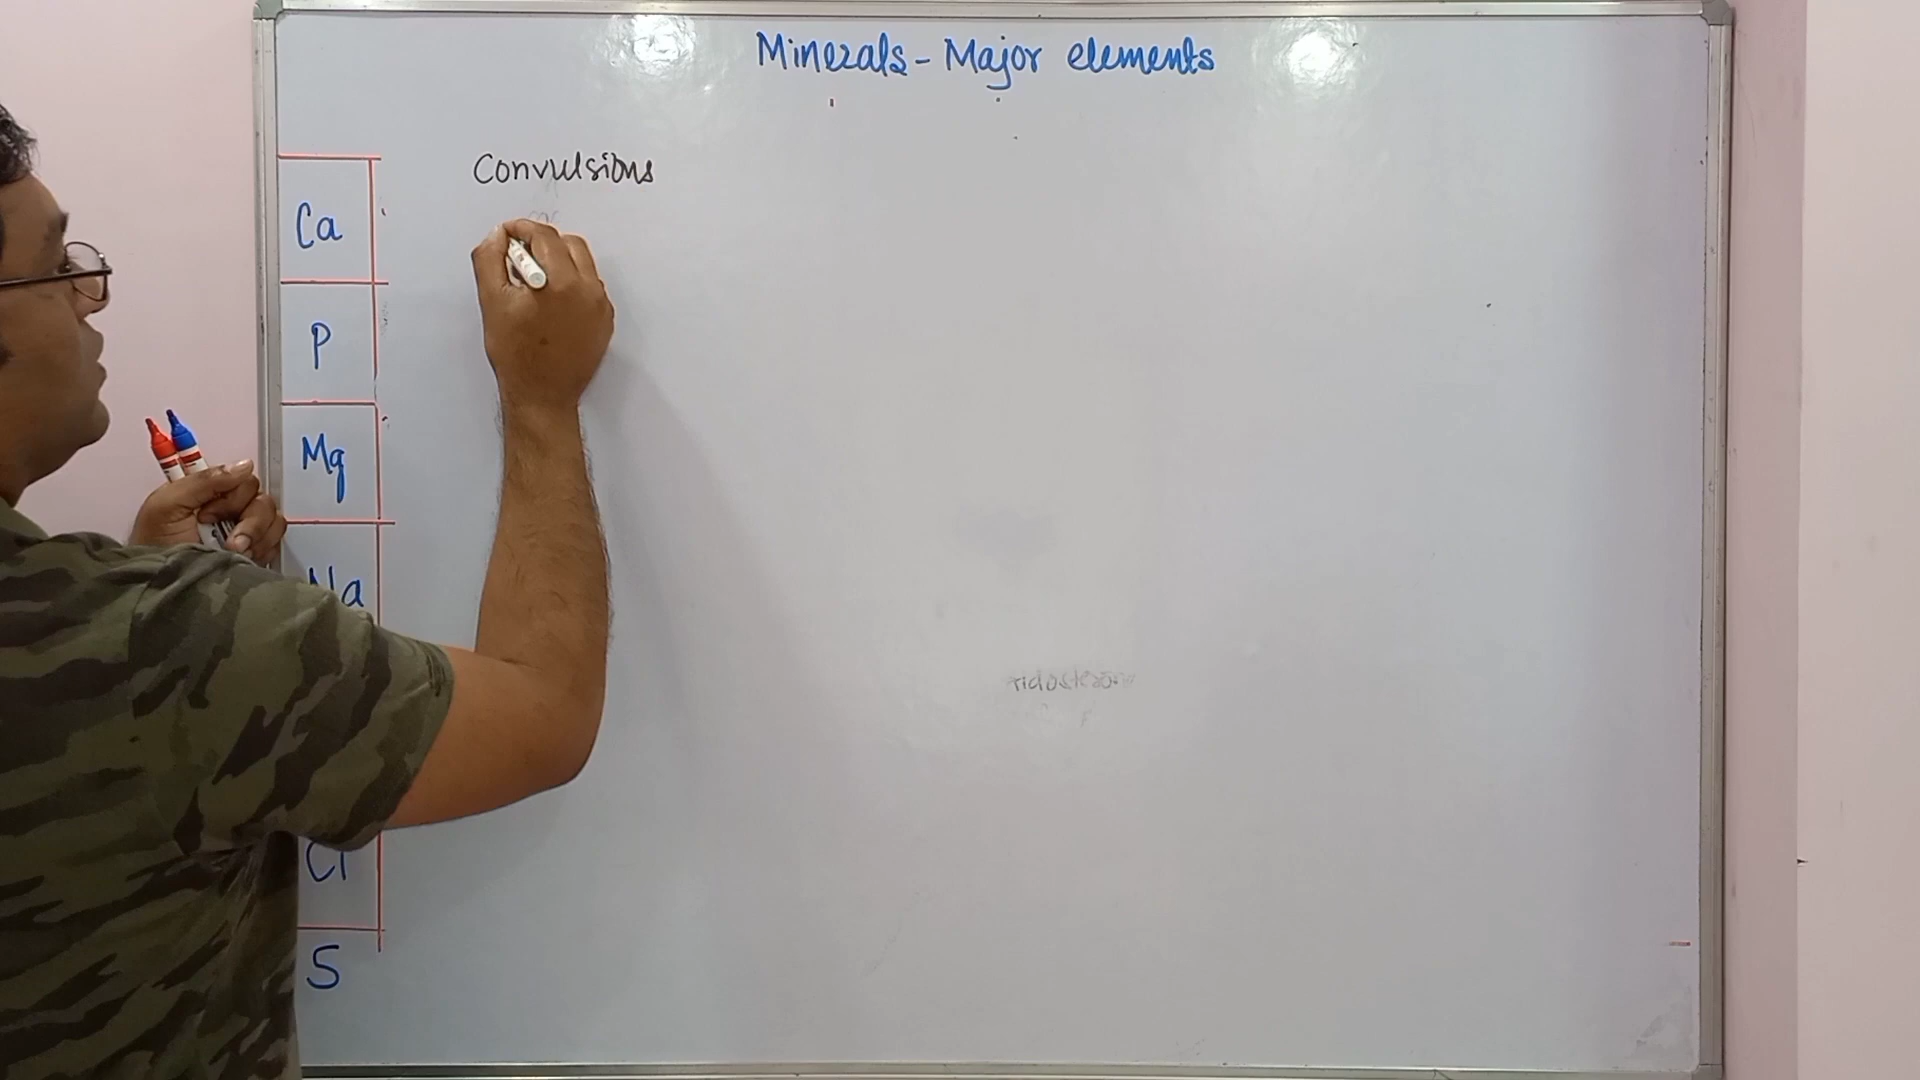 Minerals - Major elements
Convulsions
Ca
P
Mg
Na
Cl
S